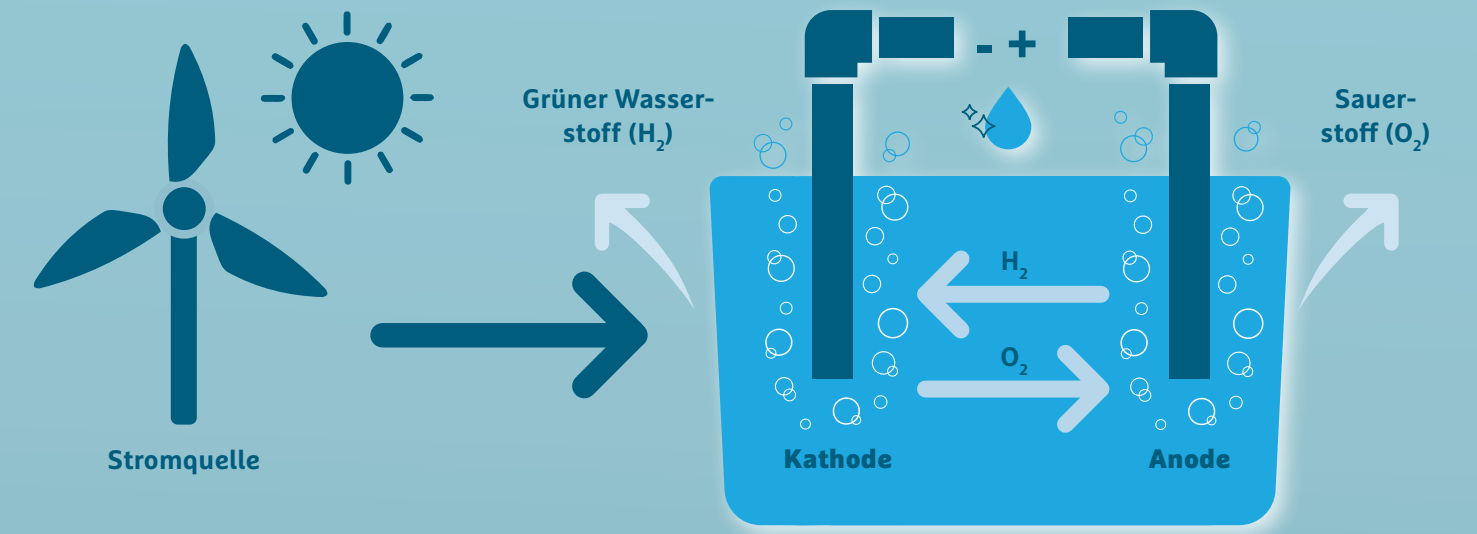 - +
Grüner Wasser-
stoff (H₂)
Sauer-
stoff (O₂)
H₂
O₂
Kathode
Anode
Stromquelle